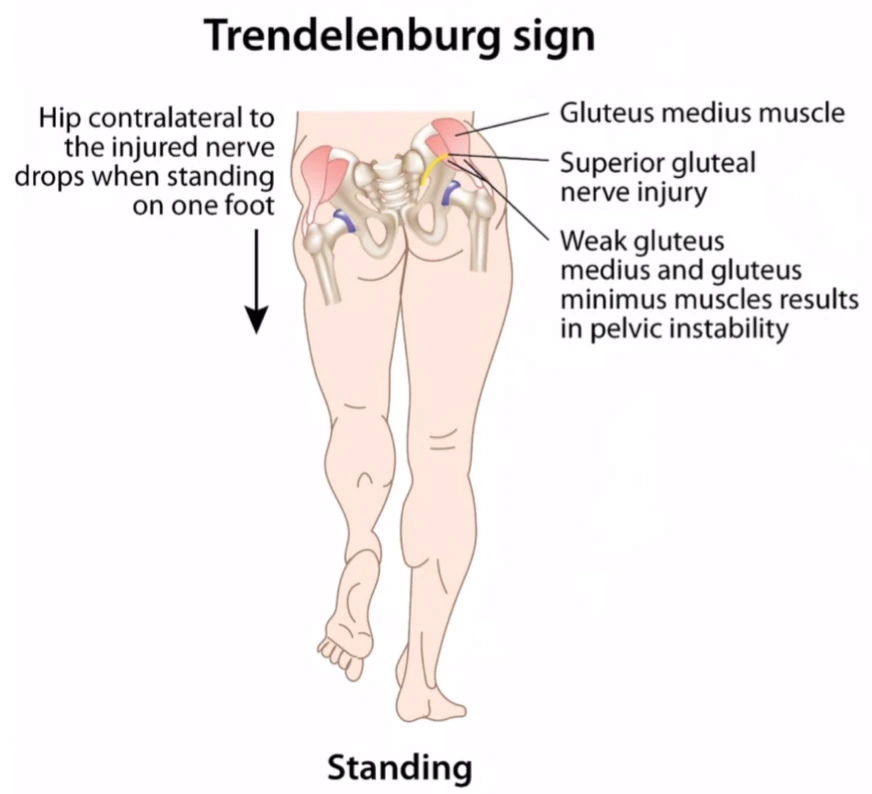 Trendelenburg sign
Hip contralateral to
the injured nerve
drops when standing
on one foot
Gluteus medius muscle
Superior gluteal
nerve injury
Weak gluteus
medius and gluteus
minimus muscles results
in pelvic instability
Standing